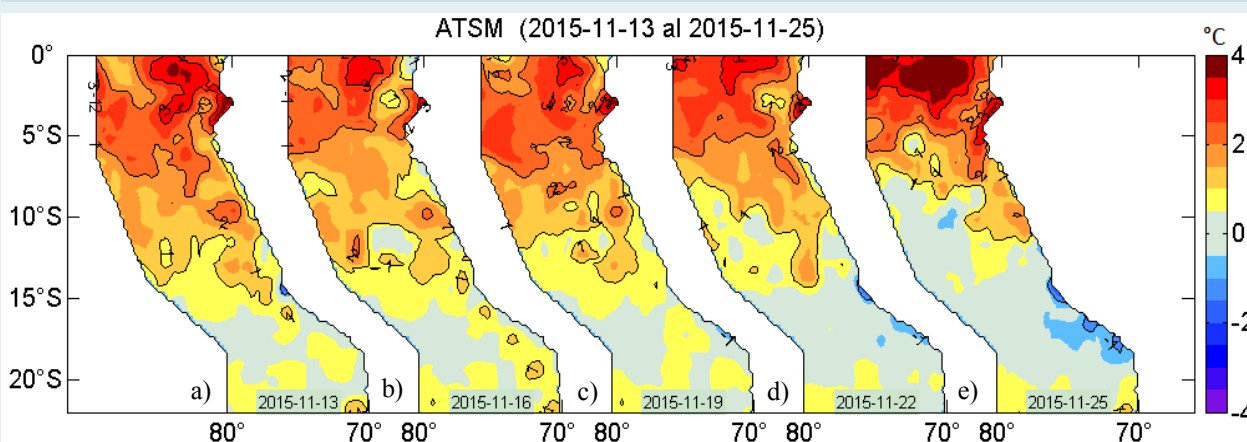 ATSM (2015-11-13 al 2015-11-25)
°C
0°
5°S
10°S
15°S
20°S
a) b) c) d) e)
2015-11-13 2015-11-16 2015-11-19 2015-11-22 2015-11-25
80° 70° 80° 70° 80° 70° 80° 70° 80° 70°
4
2
0
-2
-4